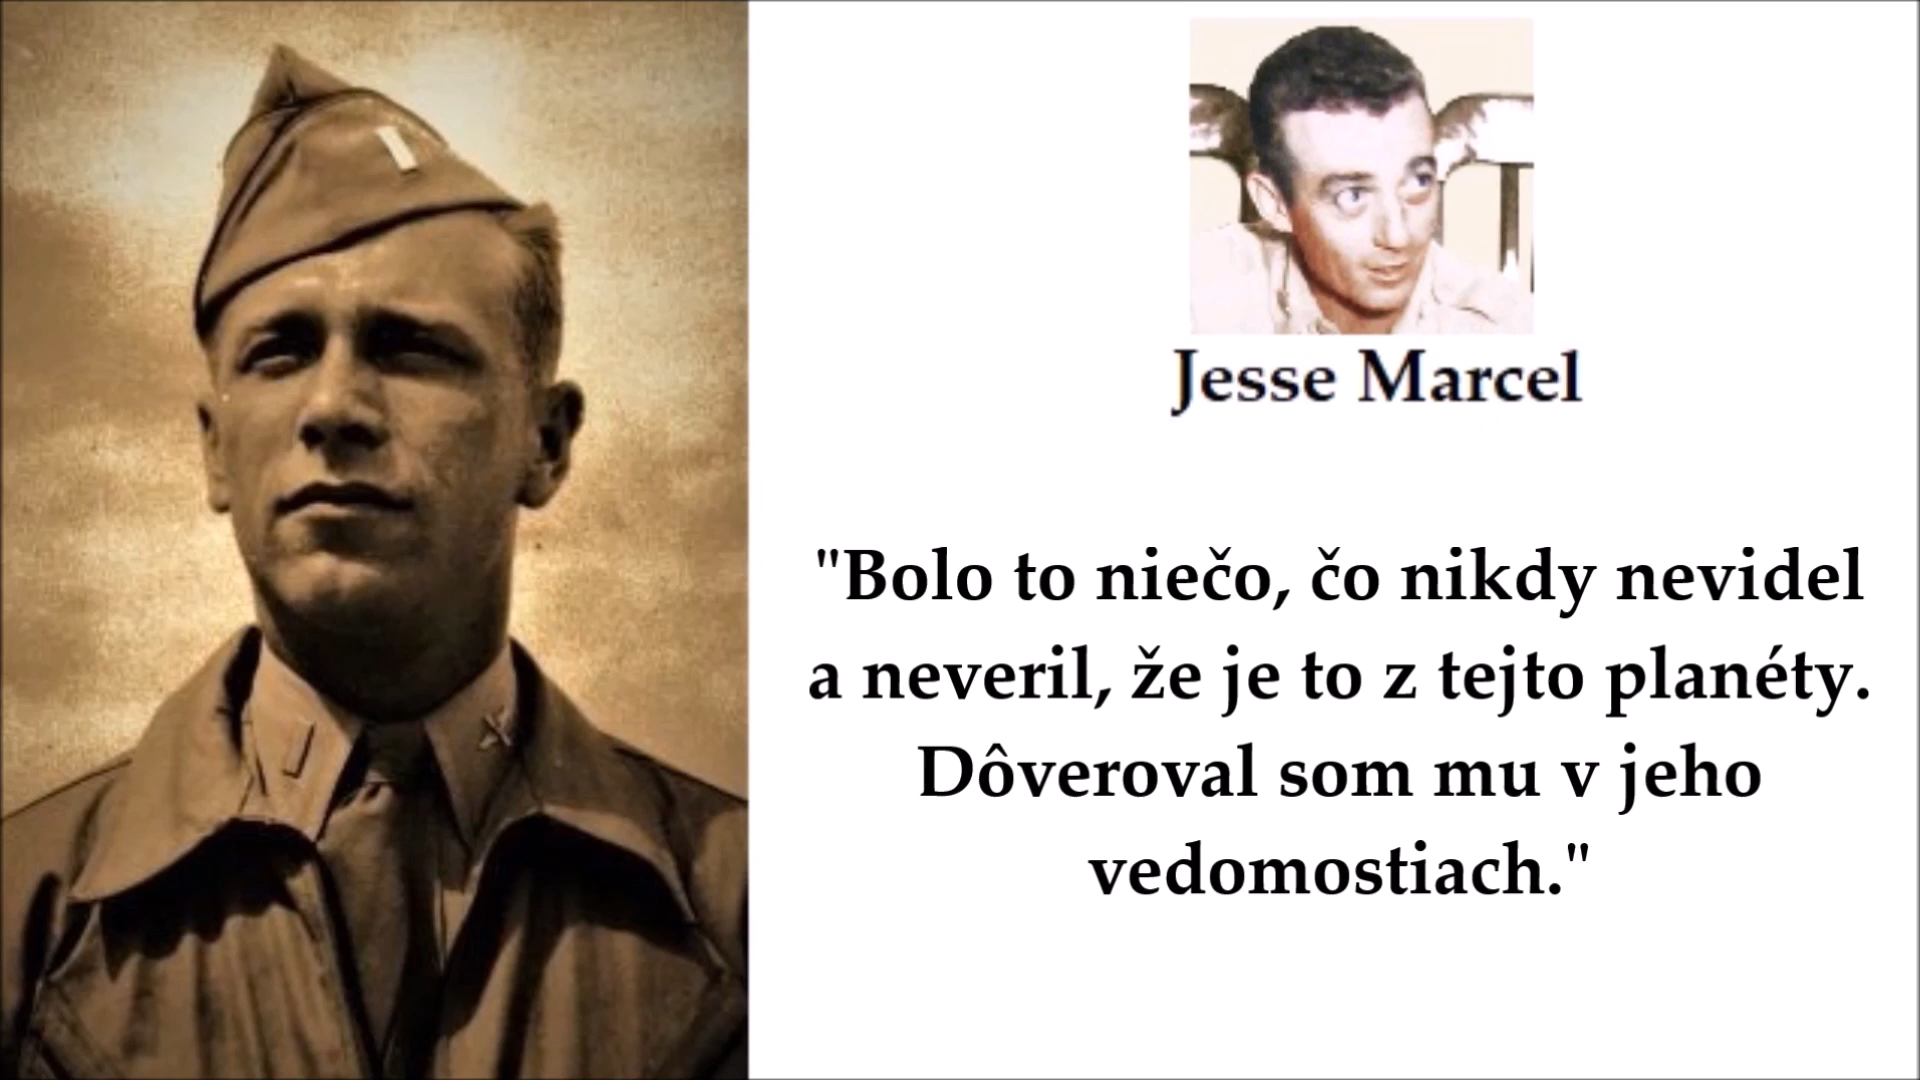 Jesse Marcel
"Bolo to niečo, čo nikdy nevidel
a neveril, že je to z tejto planéty.
Dôveroval som mu v jeho
vedomostiach."